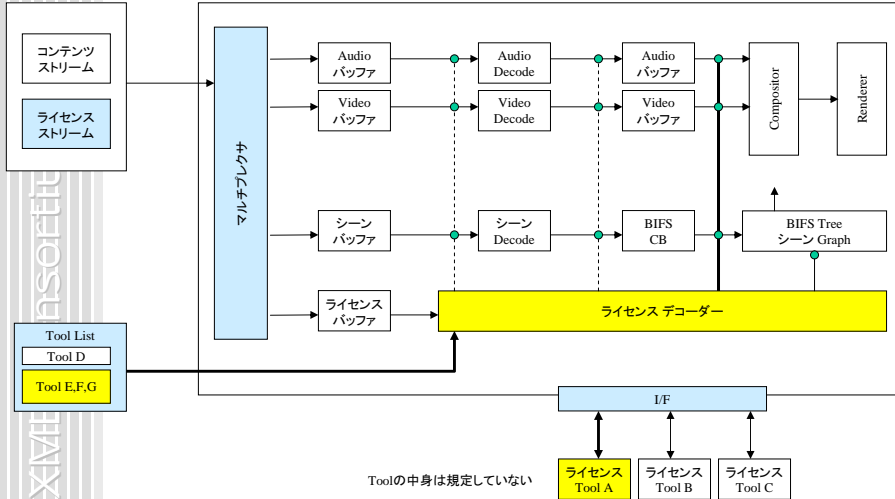 コンテンツ
ストリーム
ライセンス
ストリーム
マルチプレクサ
Audio
バッファ
Audio
Decode
Audio
バッファ
Video
バッファ
Video
Decode
Video
バッファ
Compositor
Renderer
シーン
バッファ
シーン
Decode
BIFS
CB
BIFS Tree
シーン Graph
ライセンス
バッファ
ライセンス デコーダー
Tool List
Tool D
Tool E,F,G
I/F
ライセンス
Tool A
ライセンス
Tool B
ライセンス
Tool C
Toolの中身は規定していない